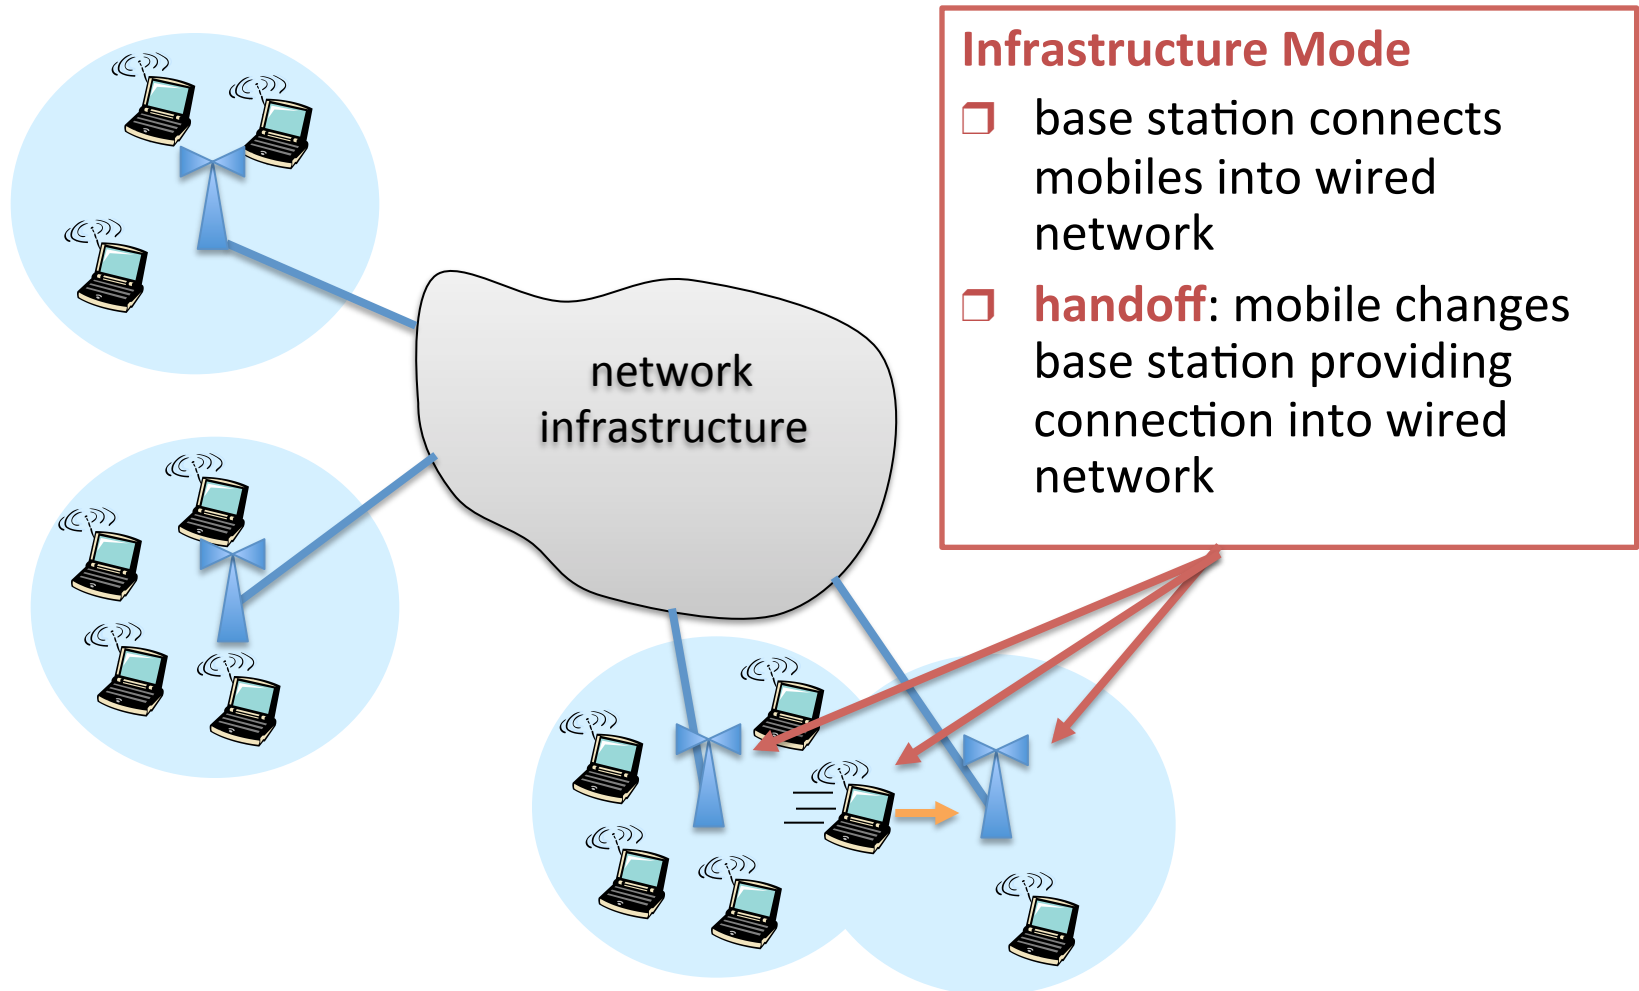 Infrastructure Mode
base station connects
mobiles into wired
network
handoff: mobile changes
base station providing
connection into wired
network
network
infrastructure